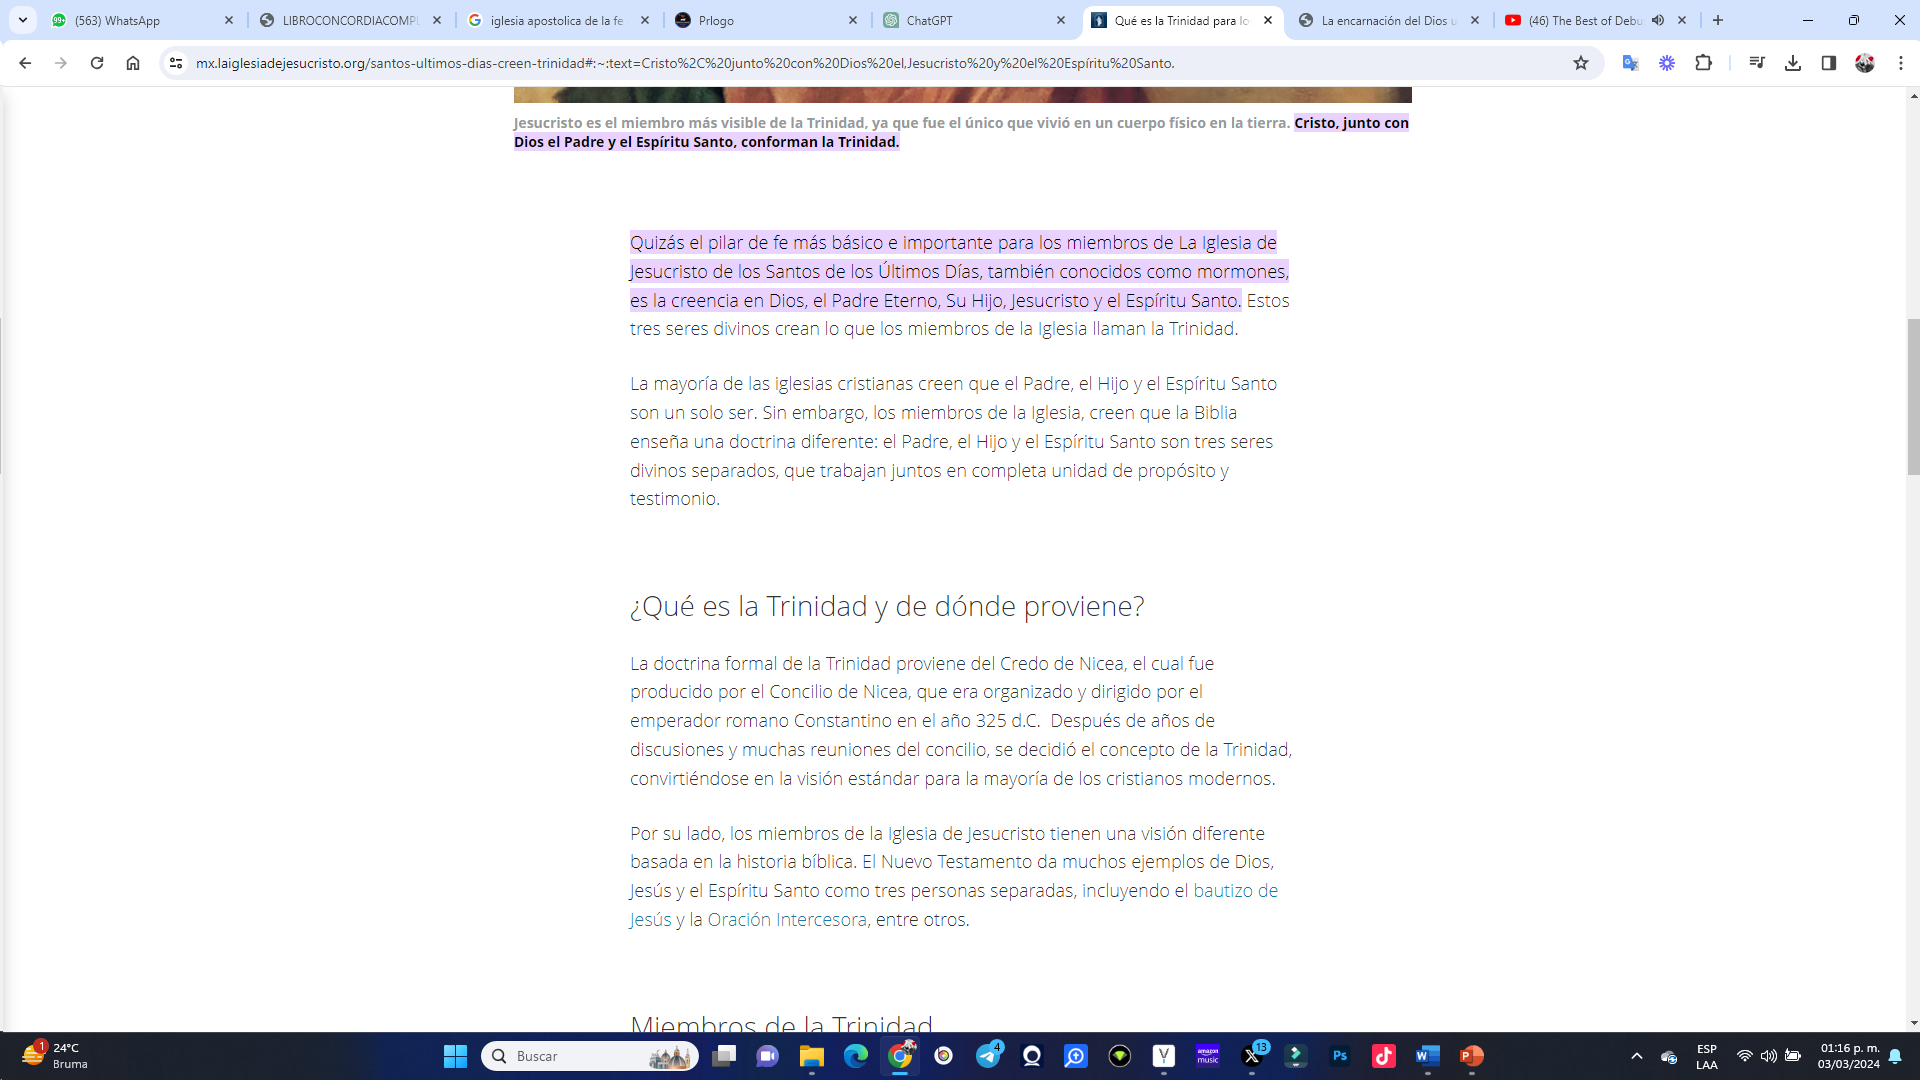 (563) WhatsApp
LIBROCONCORDIACOMPL
iglesia apostolica de la fe
Prlogo
ChatGPT
Qué es la Trinidad para lo
La encarnación del Dios u
(46) The Best of Debu
mx.laiglesiadejesucristo.org/santos-ultimos-dias-creen-trinidad#:~:text=Cristo%2C%20junto%20con%20Dios%20el,Jesucristo%20y%20el%20Espíritu%20Santo.
Jesucristo es el miembro más visible de la Trinidad, ya que fue el único que vivió en un cuerpo físico en la tierra. Cristo, junto con
Dios el Padre y el Espíritu Santo, conforman la Trinidad.
Quizás el pilar de fe más básico e importante para los miembros de La Iglesia de
Jesucristo de los Santos de los Últimos Días, también conocidos como mormones,
es la creencia en Dios, el Padre Eterno, Su Hijo, Jesucristo y el Espíritu Santo. Estos
tres seres divinos crean lo que los miembros de la Iglesia llaman la Trinidad.
La mayoría de las iglesias cristianas creen que el Padre, el Hijo y el Espíritu Santo
son un solo ser. Sin embargo, los miembros de la Iglesia, creen que la Biblia
enseña una doctrina diferente: el Padre, el Hijo y el Espíritu Santo son tres seres
divinos separados, que trabajan juntos en completa unidad de propósito y
testimonio.
¿Qué es la Trinidad y de dónde proviene?
La doctrina formal de la Trinidad proviene del Credo de Nicea, el cual fue
producido por el Concilio de Nicea, que era organizado y dirigido por el
emperador romano Constantino en el año 325 d.C.  Después de años de
discusiones y muchas reuniones del concilio, se decidió el concepto de la Trinidad,
convirtiéndose en la visión estándar para la mayoría de los cristianos modernos.
Por su lado, los miembros de la Iglesia de Jesucristo tienen una visión diferente
basada en la historia bíblica. El Nuevo Testamento da muchos ejemplos de Dios,
Jesús y el Espíritu Santo como tres personas separadas, incluyendo el bautizo de
Jesús y la Oración Intercesora, entre otros.
Miembros de la Trinidad
1
24°C
Bruma
Buscar
4
amazon
music
13
Ps
ESP
LAA
01:16 p. m.
03/03/2024